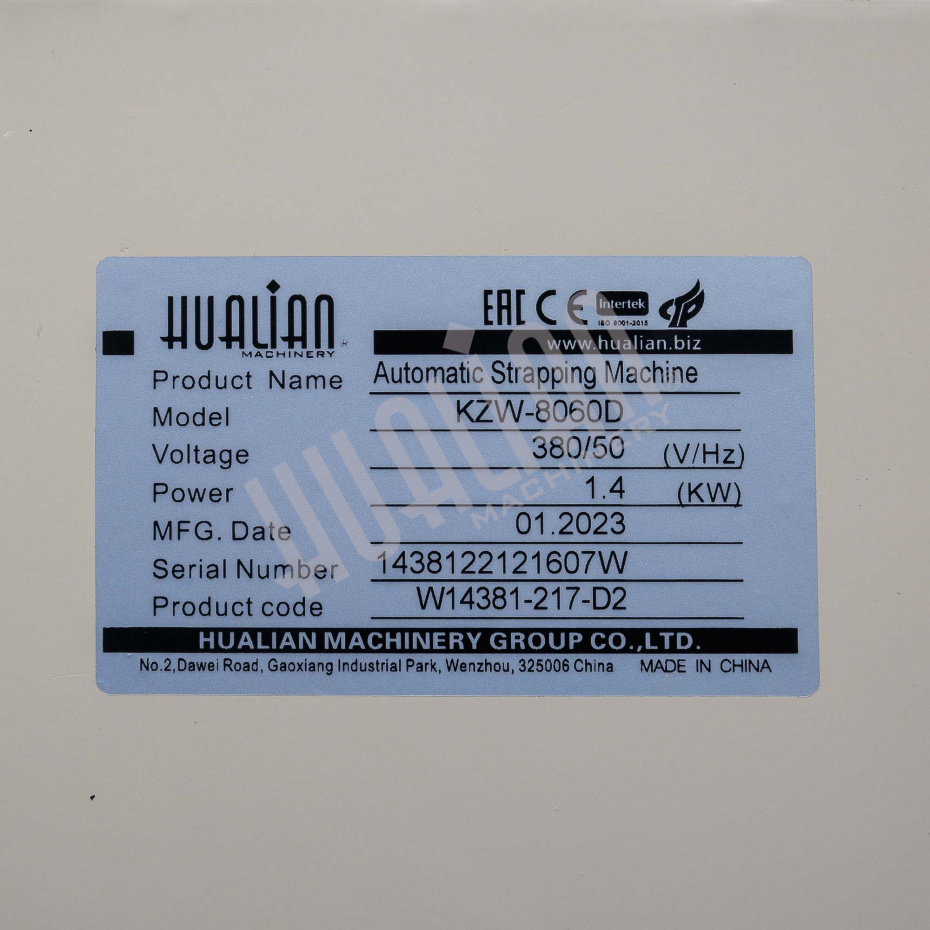 HUALIAN
MACHINERY
EAC CE Intertek
ISO 9001-2015
www.hualian.biz
Product Name Automatic Strapping Machine
Model KZW-8060D
Voltage 380/50 (V/Hz)
Power 1.4 (KW)
MFG. Date 01.2023
Serial Number 1438122121607W
Product code W14381-217-D2
HUALIAN MACHINERY GROUP CO.,LTD.
No.2,Dawei Road, Gaoxiang Industrial Park, Wenzhou, 325006 China MADE IN CHINA
HUALIAN
MACHINERY